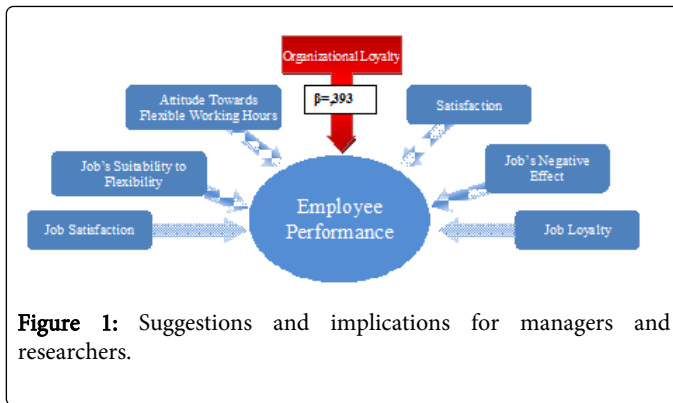 Organizational Loyalty
β=,393
Attitude Towards
Flexible Working Hours
Satisfaction
Job's Suitability to
Flexibility
Job's Negative
Effect
Employee
Performance
Job Satisfaction
Job Loyalty
Figure 1: Suggestions and implications for managers and
researchers.